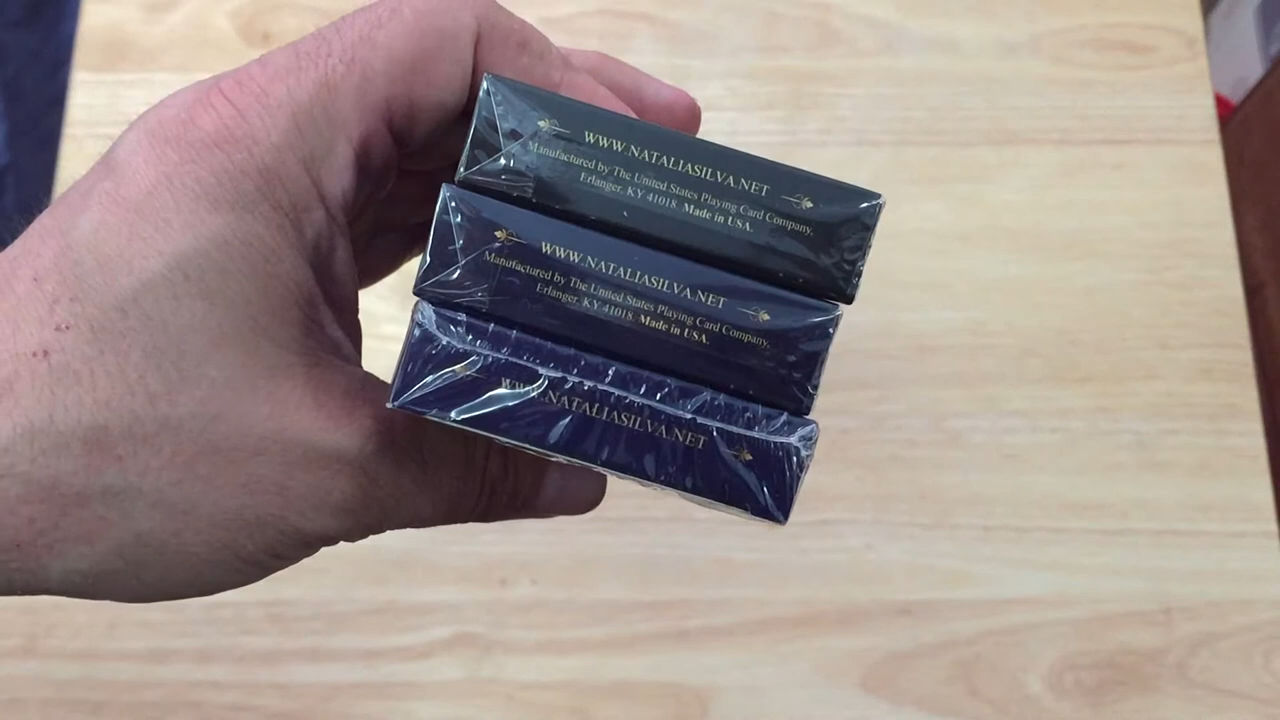 WWW.NATALIASILVA.NET
Manufactured by The United States Playing Card Company,
Erlanger, KY 41018. Made in USA.
WWW.NATALIASILVA.NET
Manufactured by The United States Playing Card Company,
Erlanger, KY 41018. Made in USA.
WWW.NATALIASILVA.NET